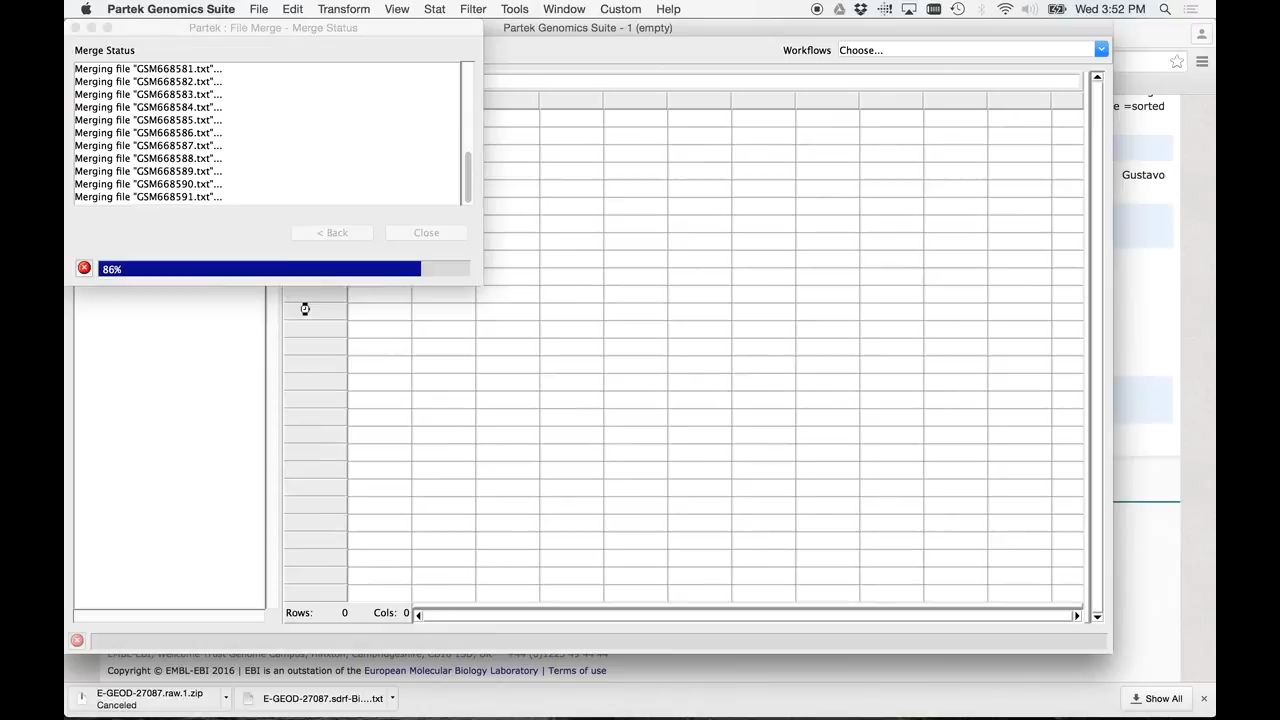 Partek Genomics Suite File Edit Transform View Stat Filter Tools Window Custom Help Wed 3:52 PM
Partek : File Merge - Merge Status
Partek Genomics Suite - 1 (empty)
Merge Status
Workflows Choose...
Merging file "GSM668581.txt"...
Merging file "GSM668582.txt"...
Merging file "GSM668583.txt"...
Merging file "GSM668584.txt"...
Merging file "GSM668585.txt"...
Merging file "GSM668586.txt"...
Merging file "GSM668587.txt"...
Merging file "GSM668588.txt"...
Merging file "GSM668589.txt"...
Merging file "GSM668590.txt"...
Merging file "GSM668591.txt"...
e =sorted
Gustavo
< Back Close
86%
Rows: 0 Cols: 0
Copyright © EMBL-EBI 2016 | EBI is an outstation of the European Molecular Biology Laboratory | Terms of use
E-GEOD-27087.raw.1.zip
Canceled
E-GEOD-27087.sdrf-Bi....txt
Show All